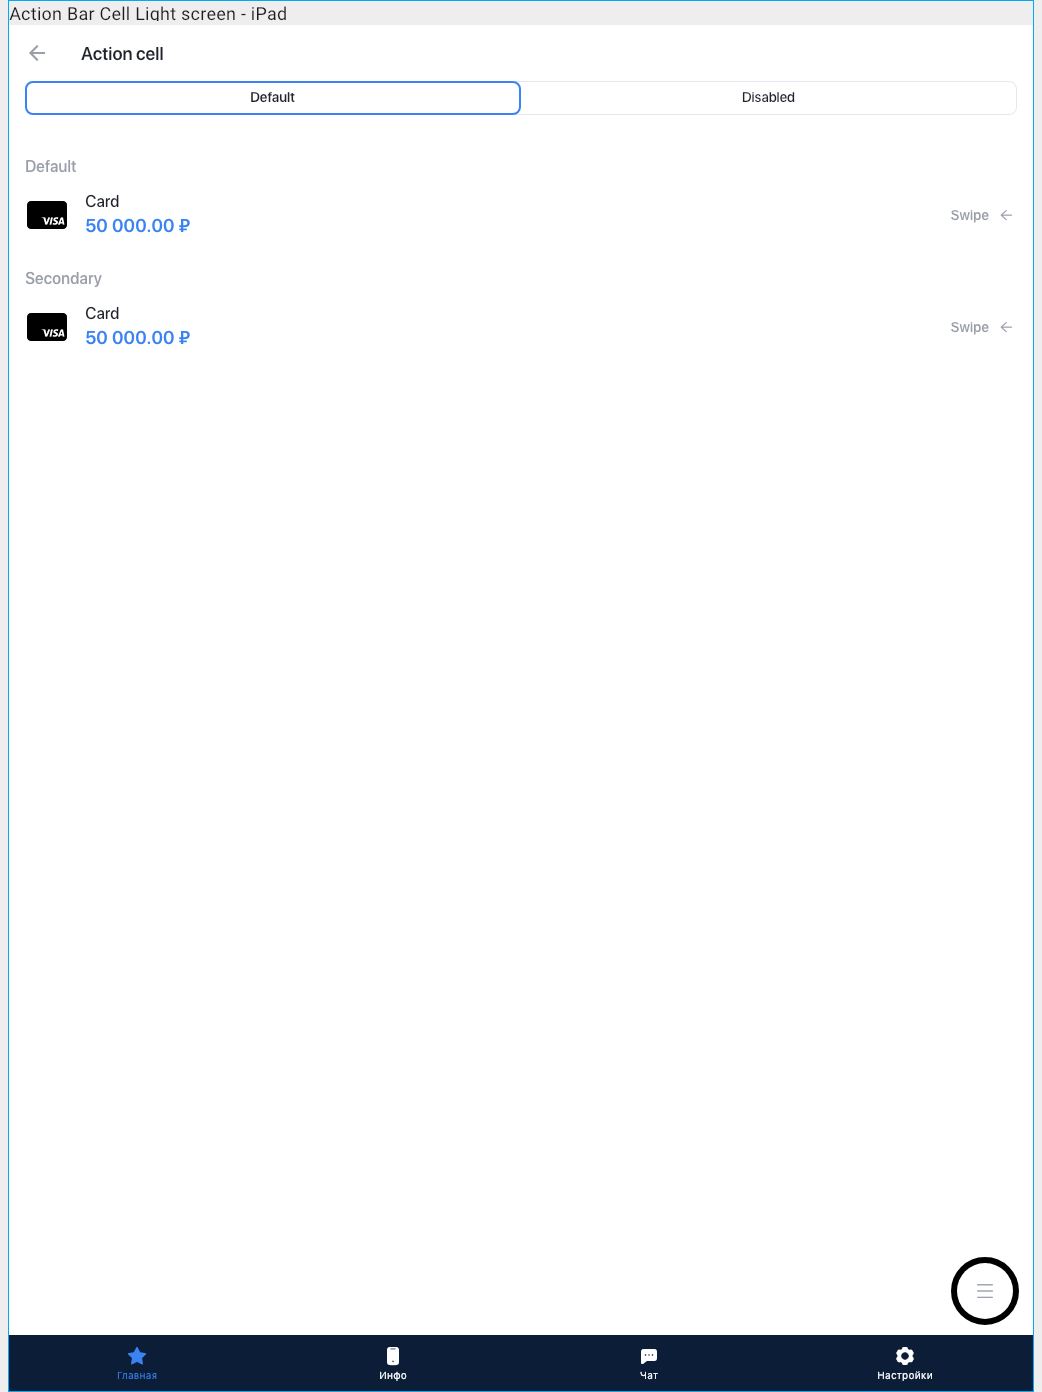 Action Bar Cell Light screen - iPad
Action cell
Default
Disabled
Default
VISA
Card
50 000.00 ₽
Swipe
Secondary
VISA
Card
50 000.00 ₽
Swipe
Главная
Инфо
Чат
Настройки